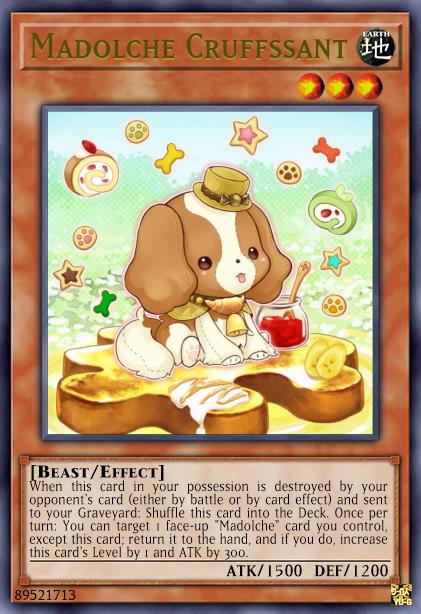 Madolche Cruffssant
EARTH
地
[Beast/Effect]
When this card in your possession is destroyed by your
opponent's card (either by battle or by card effect) and sent
to your Graveyard: Shuffle this card into the Deck. Once per
turn: You can target 1 face-up "Madolche" card you control,
except this card; return it to the hand, and if you do, increase
this card's Level by 1 and ATK by 300.
ATK/1500 DEF/1200
89521713